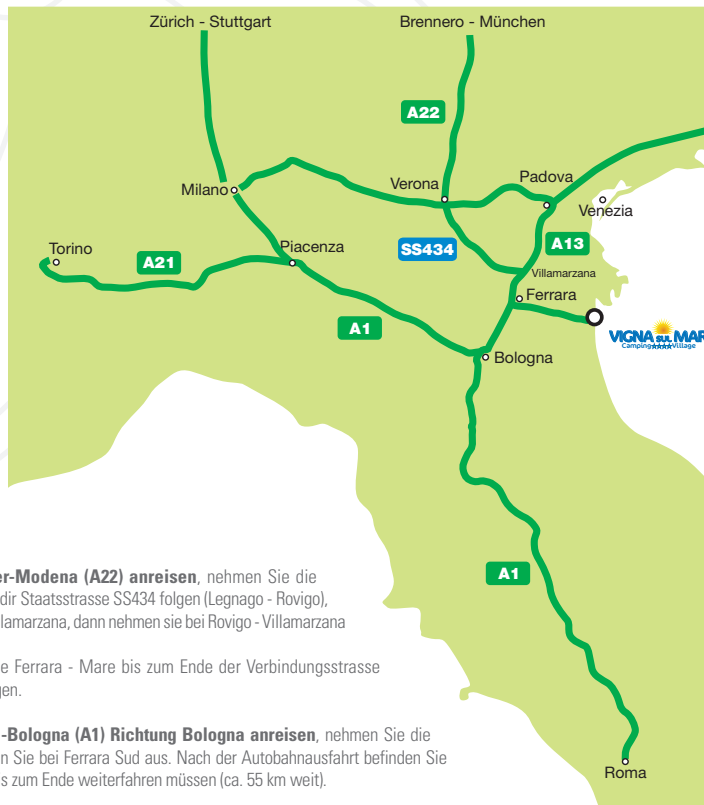 Zürich - Stuttgart
Brennero - München
A22
Milano
Verona
Padova
Venezia
Torino
A21
Piacenza
SS434
A13
Villamarzana
Ferrara
A1
VIGNA SUL MAR
Camping Village
Bologna
A1
er-Modena (A22) anreisen, nehmen Sie die
dir Staatsstrasse SS434 folgen (Legnago - Rovigo),
llamarzana, dann nehmen sie bei Rovigo - Villamarzana
e Ferrara - Mare bis zum Ende der Verbindungsstrasse
gen.
-Bologna (A1) Richtung Bologna anreisen, nehmen Sie die
n Sie bei Ferrara Sud aus. Nach der Autobahnausfahrt befinden Sie
s zum Ende weiterfahren müssen (ca. 55 km weit).
Roma